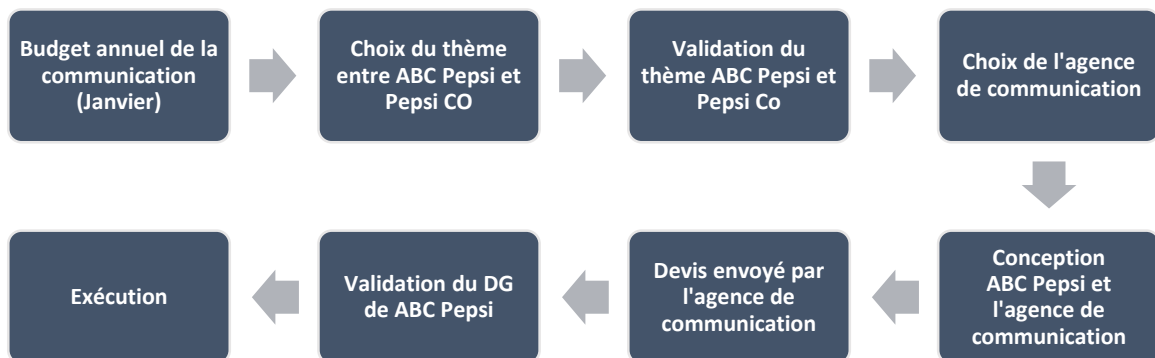 Budget annuel de la
communication
(Janvier)
Choix du thème
entre ABC Pepsi et
Pepsi CO
Validation du
thème ABC Pepsi et
Pepsi Co
Choix de l'agence
de communication
Conception
ABC Pepsi et
l'agence de
communication
Devis envoyé par
l'agence de
communication
Validation du DG
de ABC Pepsi
Exécution